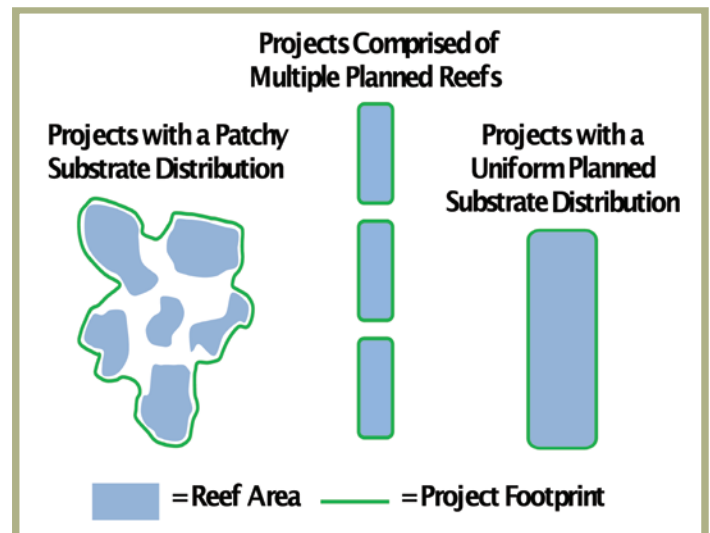 Projects Comprised of
Multiple Planned Reefs
Projects with a Patchy
Substrate Distribution
Projects with a
Uniform Planned
Substrate Distribution
= Reef Area
= Project Footprint